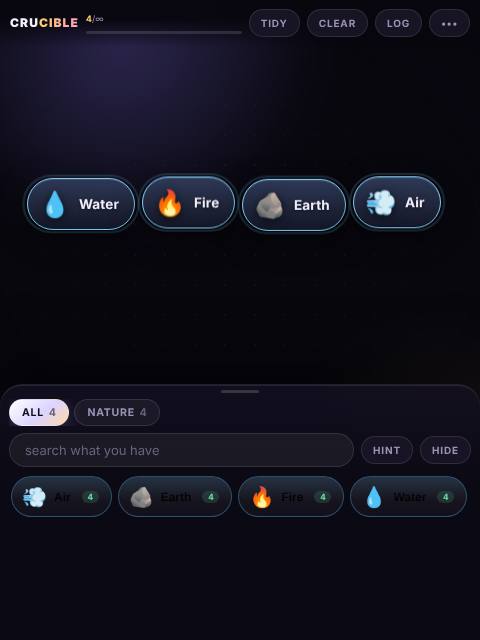 CRUCIBLE 4/∞ TIDY CLEAR LOG •••
Water Fire Earth Air
ALL 4 NATURE 4
search what you have HINT HIDE
Air 4 Earth 4 Fire 4 Water 4